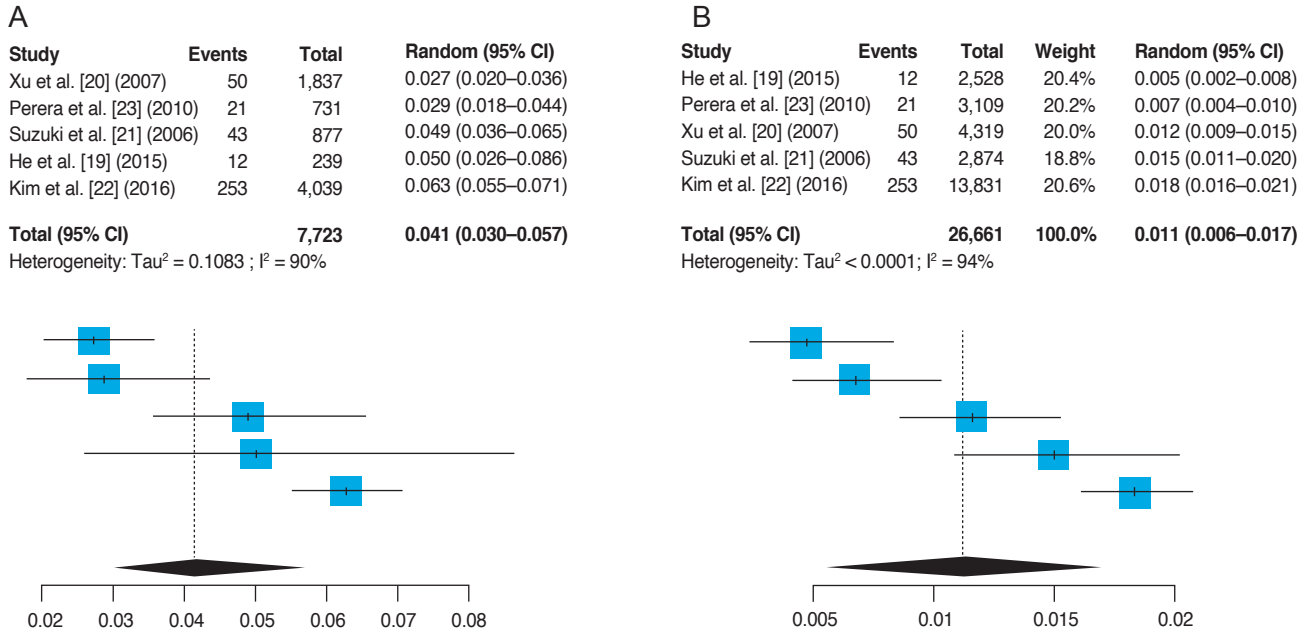 A
Study Events Total Random (95% CI)
Xu et al. [20] (2007) 50 1,837 0.027 (0.020–0.036)
Perera et al. [23] (2010) 21 731 0.029 (0.018–0.044)
Suzuki et al. [21] (2006) 43 877 0.049 (0.036–0.065)
He et al. [19] (2015) 12 239 0.050 (0.026–0.086)
Kim et al. [22] (2016) 253 4,039 0.063 (0.055–0.071)
Total (95% CI) 7,723 0.041 (0.030–0.057)
Heterogeneity: Tau² = 0.1083 ; I² = 90%
0.02 0.03 0.04 0.05 0.06 0.07 0.08
B
Study Events Total Weight Random (95% CI)
He et al. [19] (2015) 12 2,528 20.4% 0.005 (0.002–0.008)
Perera et al. [23] (2010) 21 3,109 20.2% 0.007 (0.004–0.010)
Xu et al. [20] (2007) 50 4,319 20.0% 0.012 (0.009–0.015)
Suzuki et al. [21] (2006) 43 2,874 18.8% 0.015 (0.011–0.020)
Kim et al. [22] (2016) 253 13,831 20.6% 0.018 (0.016–0.021)
Total (95% CI) 26,661 100.0% 0.011 (0.006–0.017)
Heterogeneity: Tau² < 0.0001; I² = 94%
0.005 0.01 0.015 0.02